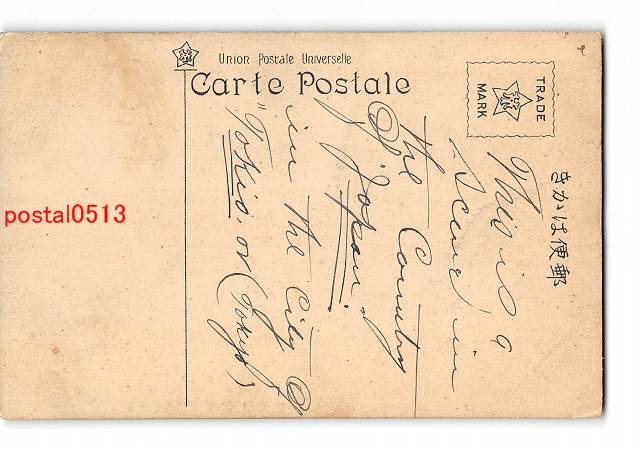 Union Postale Universelle
Carte Postale
TRADE
MARK
きかは便郵
This is a
scene in
the Country
of "Japan"
in the City of
"Tokio or (Tokyo)
postal0513